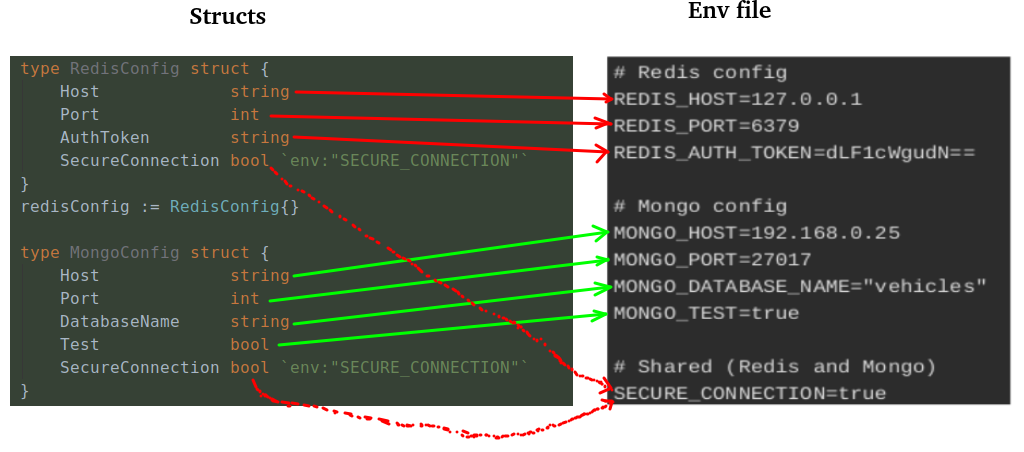 Structs
type RedisConfig struct {
Host string
Port int
AuthToken string
SecureConnection bool `env:"SECURE_CONNECTION"`
}
redisConfig := RedisConfig{}
type MongoConfig struct {
Host string
Port int
DatabaseName string
Test bool
SecureConnection bool `env:"SECURE_CONNECTION"`
}
Env file
# Redis config
REDIS_HOST=127.0.0.1
REDIS_PORT=6379
REDIS_AUTH_TOKEN=dLF1cWgudN==
# Mongo config
MONGO_HOST=192.168.0.25
MONGO_PORT=27017
MONGO_DATABASE_NAME="vehicles"
MONGO_TEST=true
# Shared (Redis and Mongo)
SECURE_CONNECTION=true